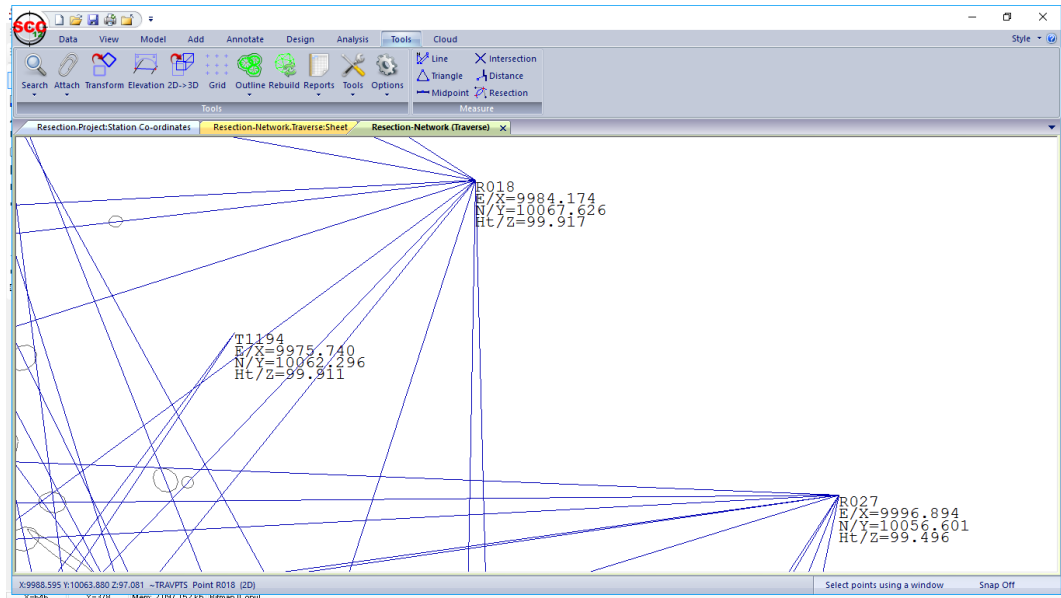 SCC
Style
Data View Model Add Annotate Design Analysis Tools Cloud
Search Attach Transform Elevation 2D->3D Grid Outline Rebuild Reports Tools Options
Line Intersection
Triangle Distance
Midpoint Resection
Tools Measure
Resection.Project:Station Co-ordinates Resection-Network.Traverse:Sheet Resection-Network (Traverse) x
R018
E/X=9984.174
N/Y=10067.626
Ht/Z=99.917
T1194
E/X=9975.740
N/Y=10062.296
Ht/Z=99.911
R027
E/X=9996.894
N/Y=10056.601
Ht/Z=99.496
X:9988.595 Y:10063.880 Z:97.081 ~TRAVPTS Point R018 (2D) Select points using a window Snap Off